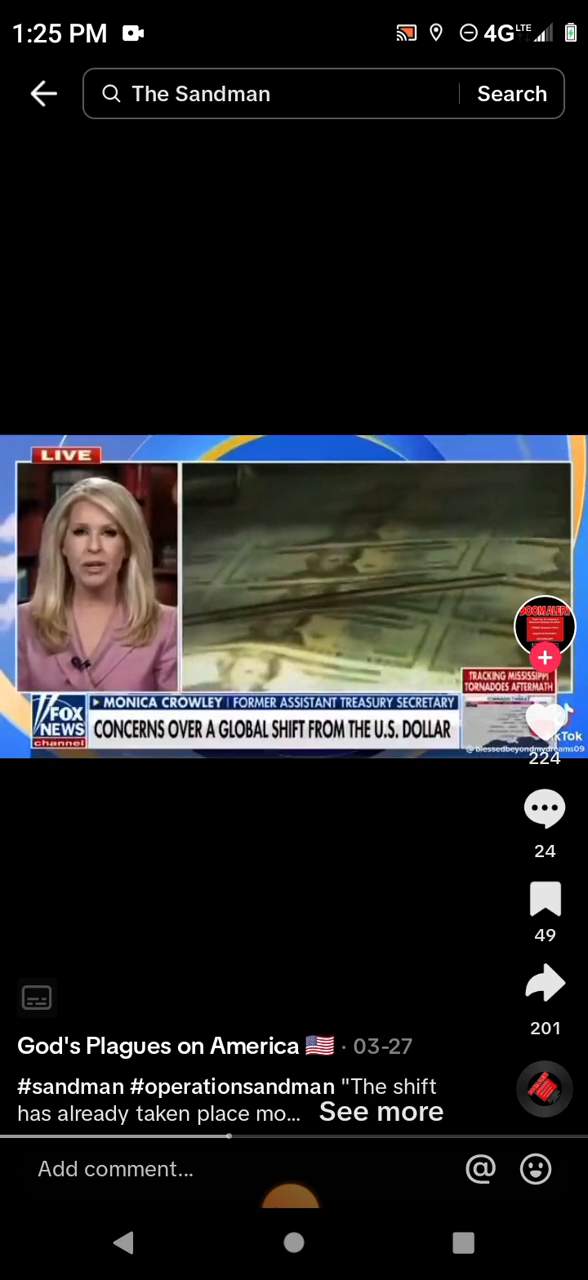 1:25 PM
4G LTE
The Sandman
Search
LIVE
DOOM ALERT
TRACKING MISSISSIPPI
TORNADOES AFTERMATH
MONICA CROWLEY | FORMER ASSISTANT TREASURY SECRETARY
FOX
NEWS
channel
CONCERNS OVER A GLOBAL SHIFT FROM THE U.S. DOLLAR
kTok
@blessedbeyondmydreams09
224
24
49
201
God's Plagues on America 🇺🇸 · 03-27
#sandman #operationsandman "The shift
has already taken place mo... See more
Add comment...